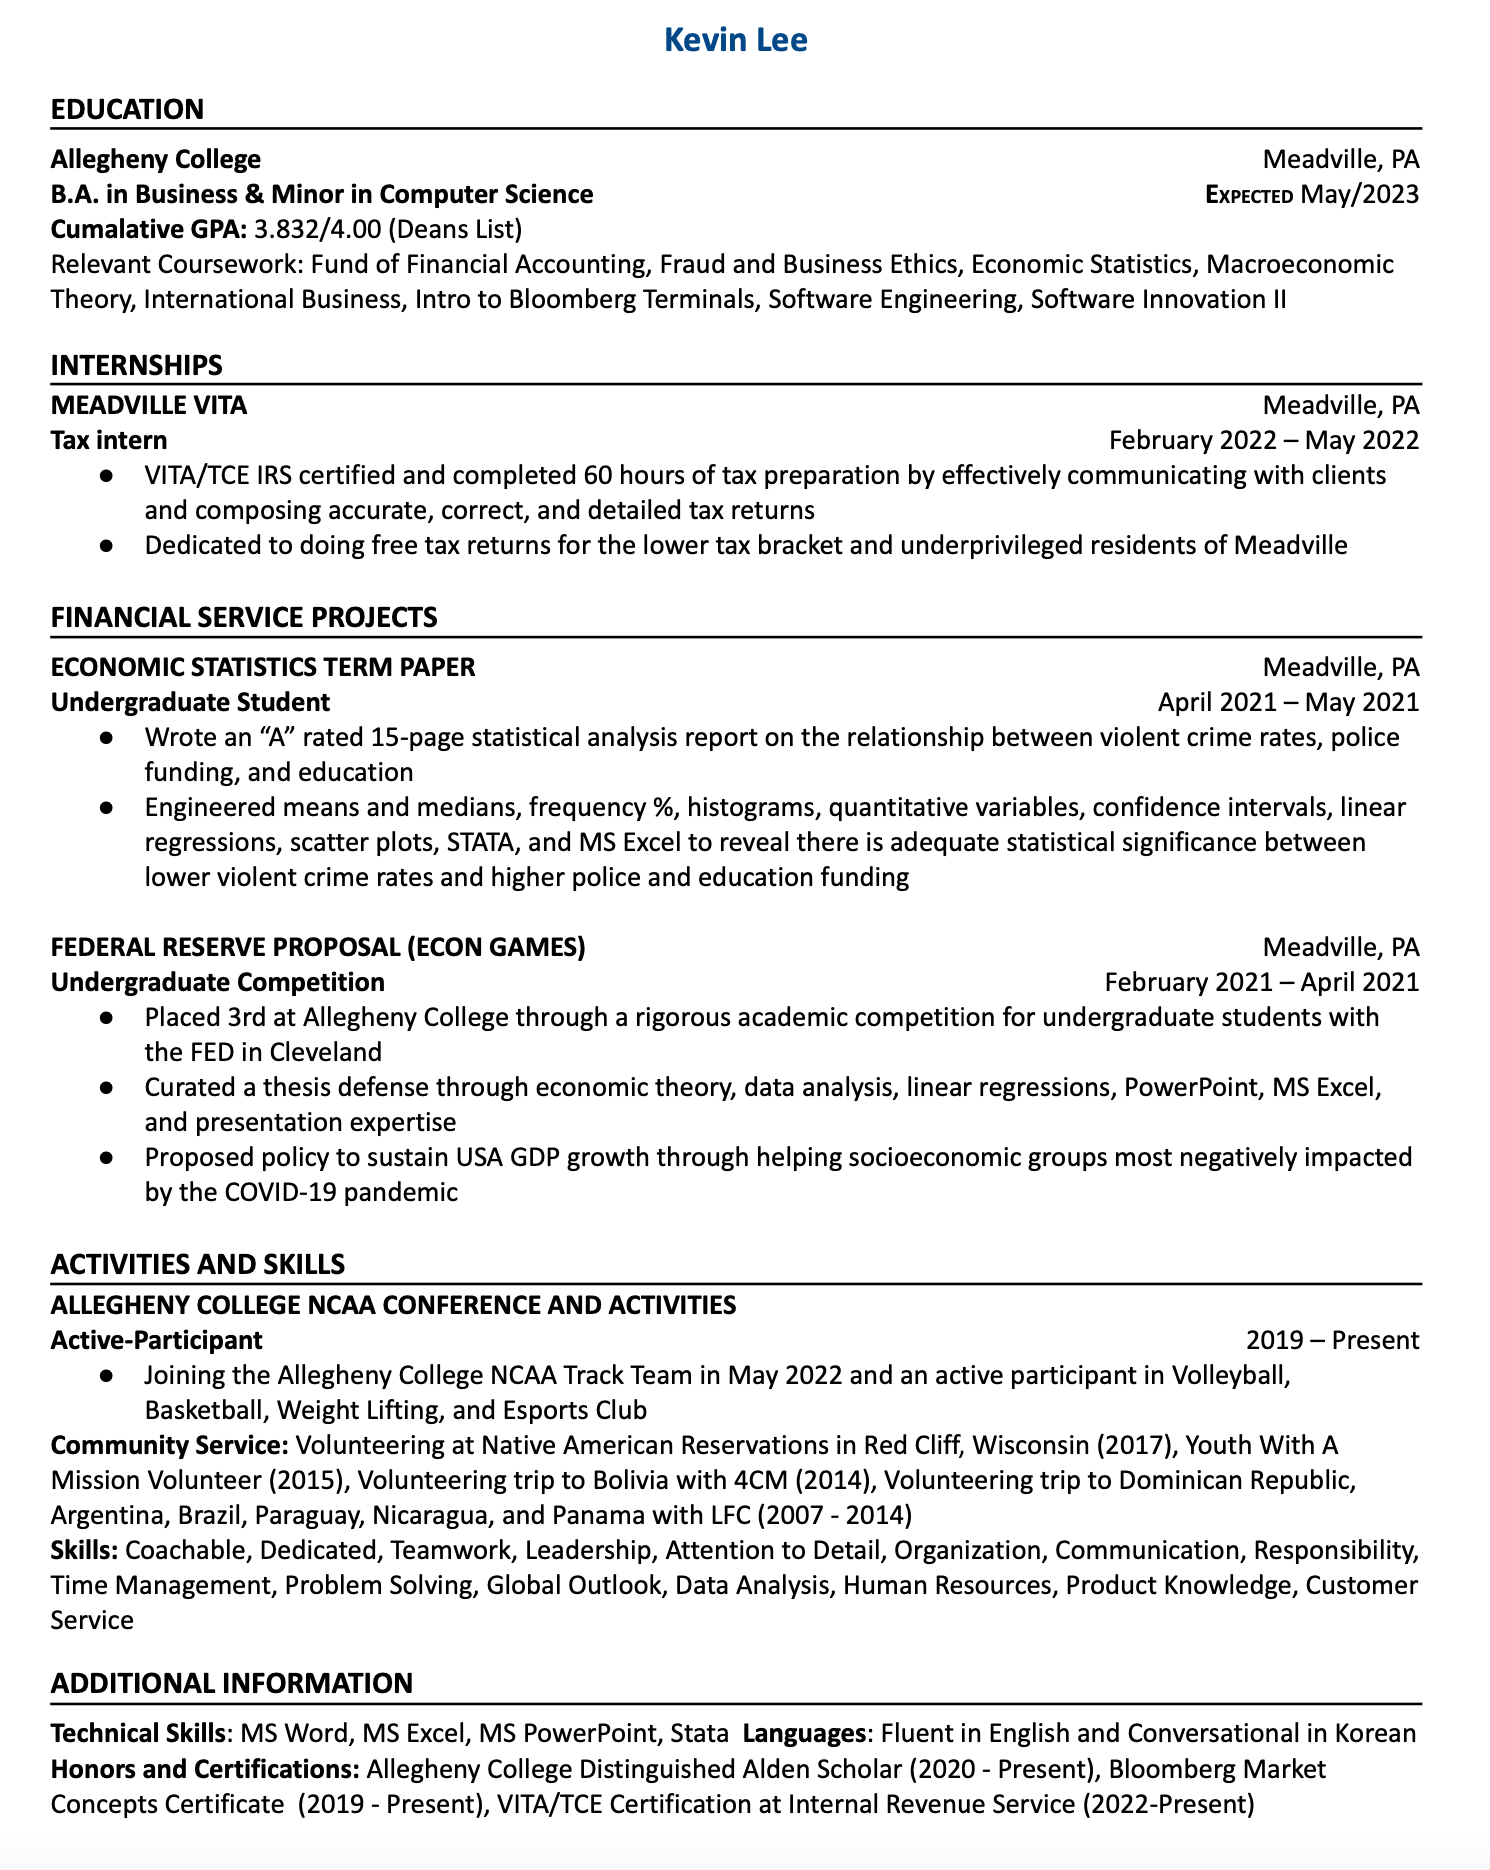 Kevin Lee
EDUCATION
Allegheny College Meadville, PA
B.A. in Business & Minor in Computer Science Expected May/2023
Cumalative GPA: 3.832/4.00 (Deans List)
Relevant Coursework: Fund of Financial Accounting, Fraud and Business Ethics, Economic Statistics, Macroeconomic
Theory, International Business, Intro to Bloomberg Terminals, Software Engineering, Software Innovation II
INTERNSHIPS
MEADVILLE VITA Meadville, PA
Tax intern February 2022 – May 2022
● VITA/TCE IRS certified and completed 60 hours of tax preparation by effectively communicating with clients
and composing accurate, correct, and detailed tax returns
● Dedicated to doing free tax returns for the lower tax bracket and underprivileged residents of Meadville
FINANCIAL SERVICE PROJECTS
ECONOMIC STATISTICS TERM PAPER Meadville, PA
Undergraduate Student April 2021 – May 2021
● Wrote an “A” rated 15-page statistical analysis report on the relationship between violent crime rates, police
funding, and education
● Engineered means and medians, frequency %, histograms, quantitative variables, confidence intervals, linear
regressions, scatter plots, STATA, and MS Excel to reveal there is adequate statistical significance between
lower violent crime rates and higher police and education funding
FEDERAL RESERVE PROPOSAL (ECON GAMES) Meadville, PA
Undergraduate Competition February 2021 – April 2021
● Placed 3rd at Allegheny College through a rigorous academic competition for undergraduate students with
the FED in Cleveland
● Curated a thesis defense through economic theory, data analysis, linear regressions, PowerPoint, MS Excel,
and presentation expertise
● Proposed policy to sustain USA GDP growth through helping socioeconomic groups most negatively impacted
by the COVID-19 pandemic
ACTIVITIES AND SKILLS
ALLEGHENY COLLEGE NCAA CONFERENCE AND ACTIVITIES
Active-Participant 2019 – Present
● Joining the Allegheny College NCAA Track Team in May 2022 and an active participant in Volleyball,
Basketball, Weight Lifting, and Esports Club
Community Service: Volunteering at Native American Reservations in Red Cliff, Wisconsin (2017), Youth With A
Mission Volunteer (2015), Volunteering trip to Bolivia with 4CM (2014), Volunteering trip to Dominican Republic,
Argentina, Brazil, Paraguay, Nicaragua, and Panama with LFC (2007 - 2014)
Skills: Coachable, Dedicated, Teamwork, Leadership, Attention to Detail, Organization, Communication, Responsibility,
Time Management, Problem Solving, Global Outlook, Data Analysis, Human Resources, Product Knowledge, Customer
Service
ADDITIONAL INFORMATION
Technical Skills: MS Word, MS Excel, MS PowerPoint, Stata Languages: Fluent in English and Conversational in Korean
Honors and Certifications: Allegheny College Distinguished Alden Scholar (2020 - Present), Bloomberg Market
Concepts Certificate (2019 - Present), VITA/TCE Certification at Internal Revenue Service (2022-Present)